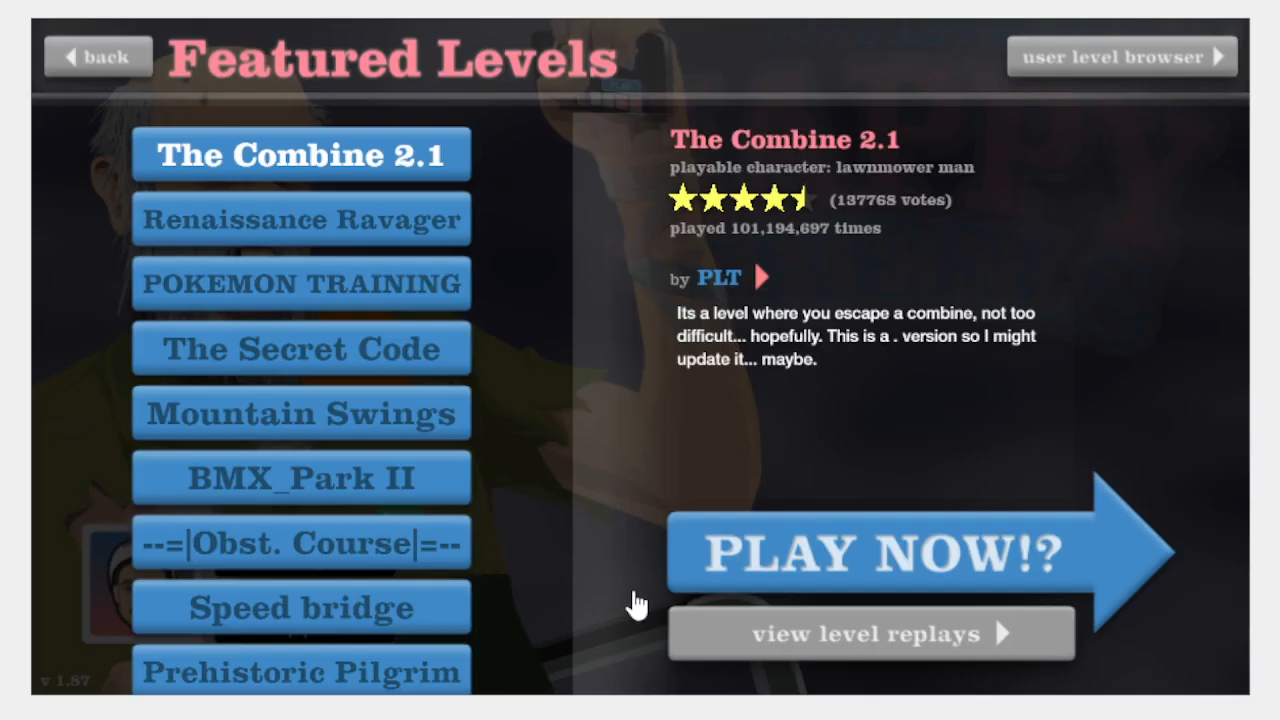 back
Featured Levels
user level browser
The Combine 2.1
Renaissance Ravager
POKEMON TRAINING
The Secret Code
Mountain Swings
BMX_Park II
--=|Obst. Course|=--
Speed bridge
Prehistoric Pilgrim
v 1.87
The Combine 2.1
playable character: lawnmower man
(137768 votes)
played 101,194,697 times
by PLT
Its a level where you escape a combine, not too
difficult... hopefully. This is a . version so I might
update it... maybe.
PLAY NOW!?
view level replays